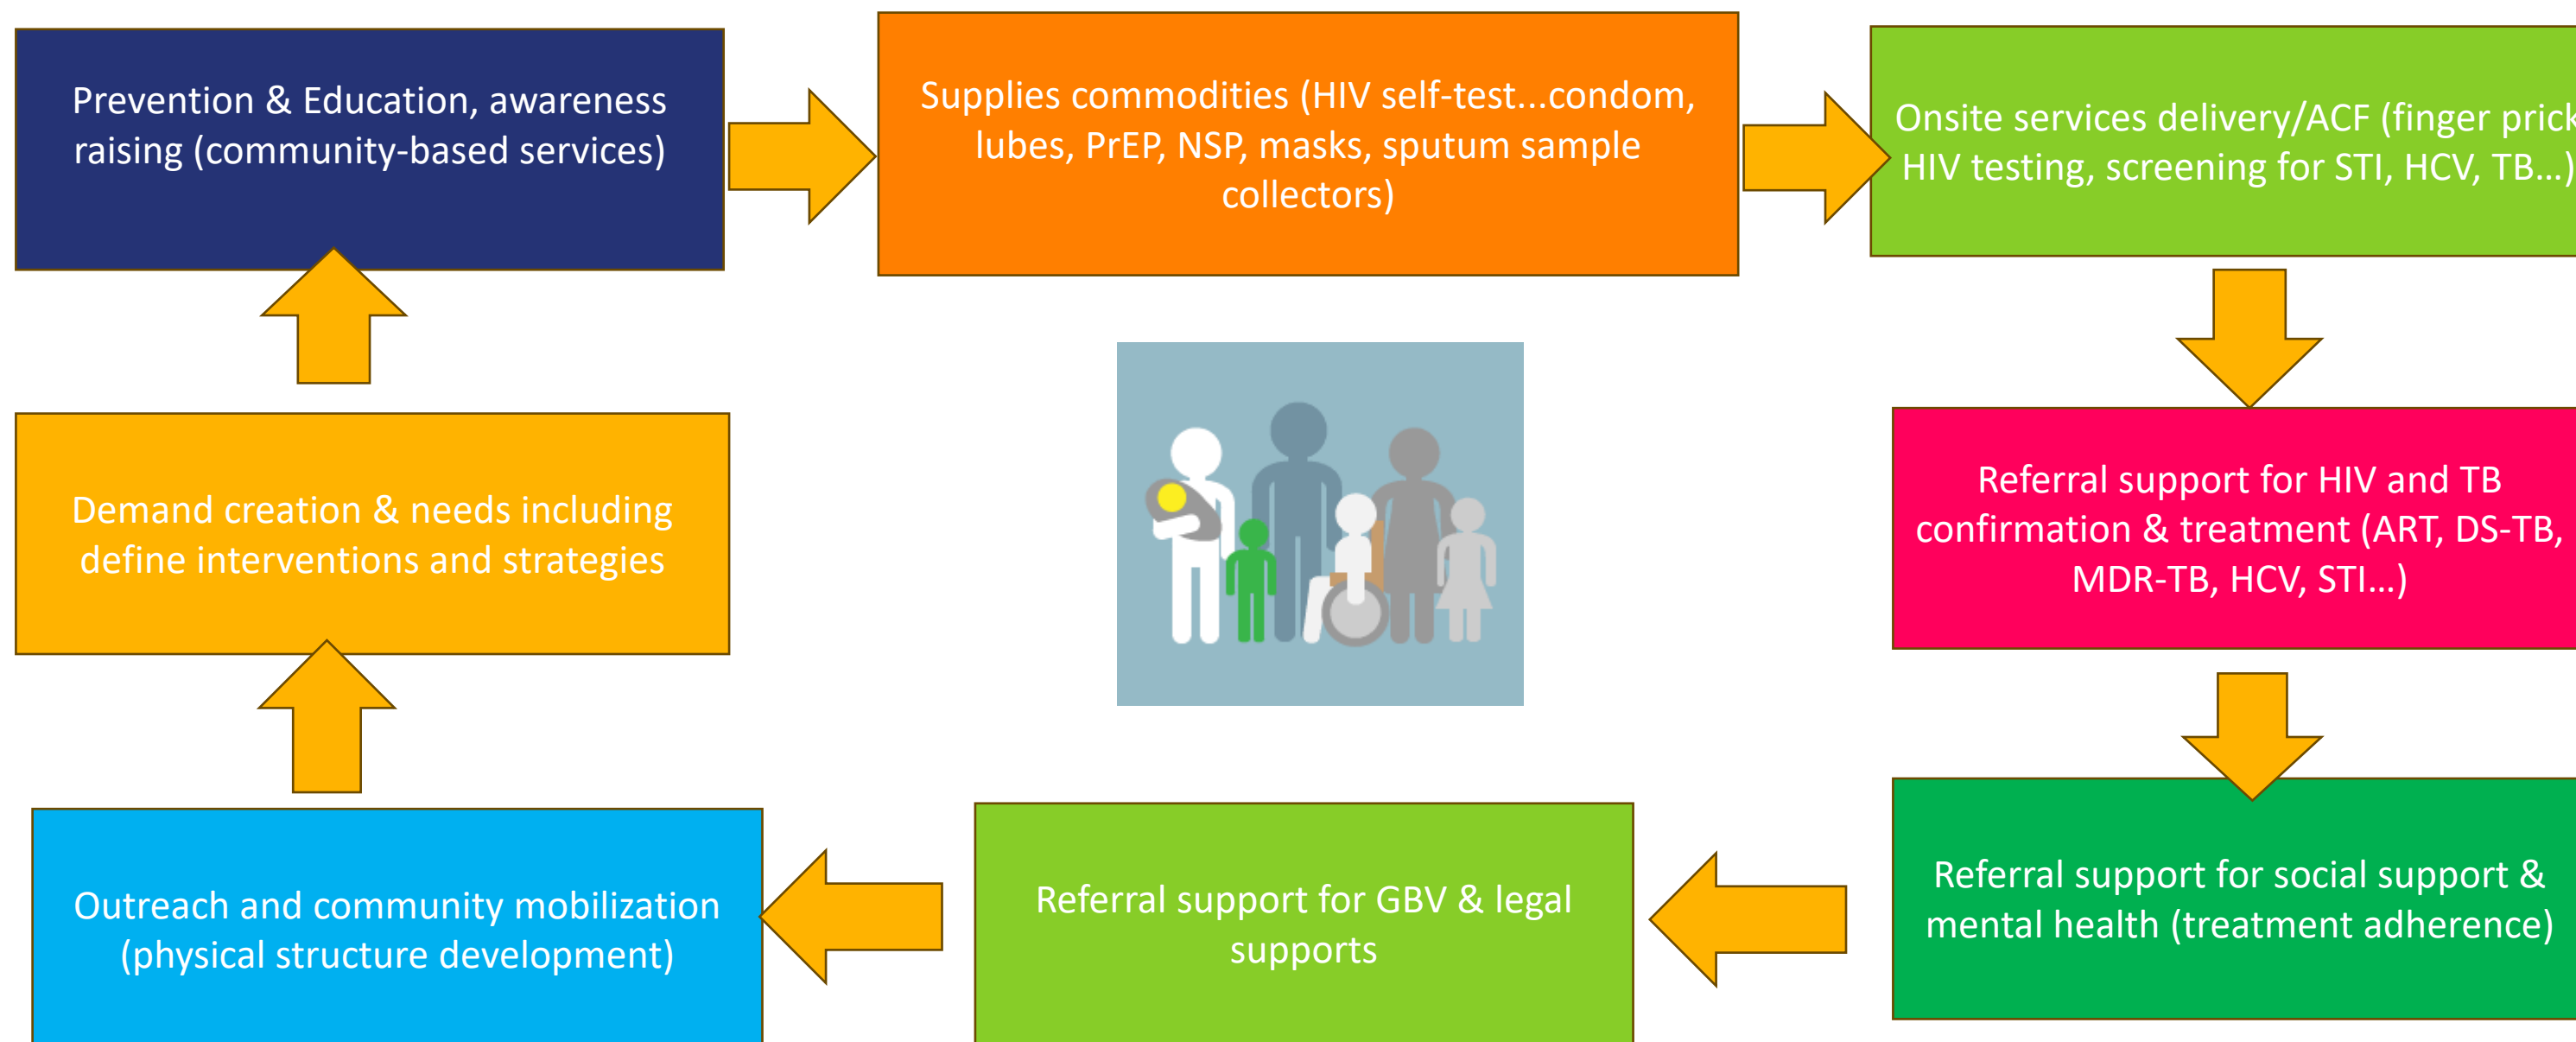 Prevention & Education, awareness
raising (community-based services)
Supplies commodities (HIV self-test...condom,
lubes, PrEP, NSP, masks, sputum sample
collectors)
Onsite services delivery/ACF (finger prick
HIV testing, screening for STI, HCV, TB...)
Referral support for HIV and TB
confirmation & treatment (ART, DS-TB,
MDR-TB, HCV, STI...)
Referral support for social support &
mental health (treatment adherence)
Referral support for GBV & legal
supports
Outreach and community mobilization
(physical structure development)
Demand creation & needs including
define interventions and strategies